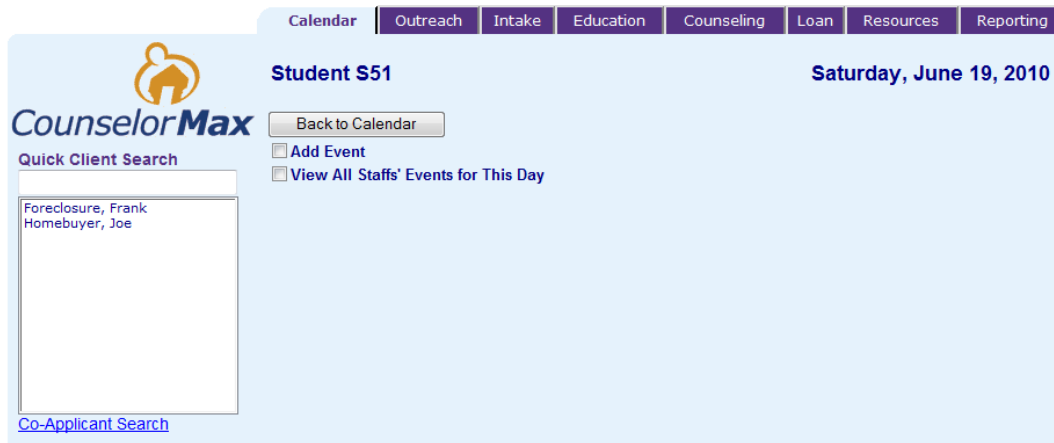 Calendar Outreach Intake Education Counseling Loan Resources Reporting
Student S51 Saturday, June 19, 2010
CounselorMax
Back to Calendar
Add Event
View All Staffs' Events for This Day
Quick Client Search
Foreclosure, Frank
Homebuyer, Joe
Co-Applicant Search